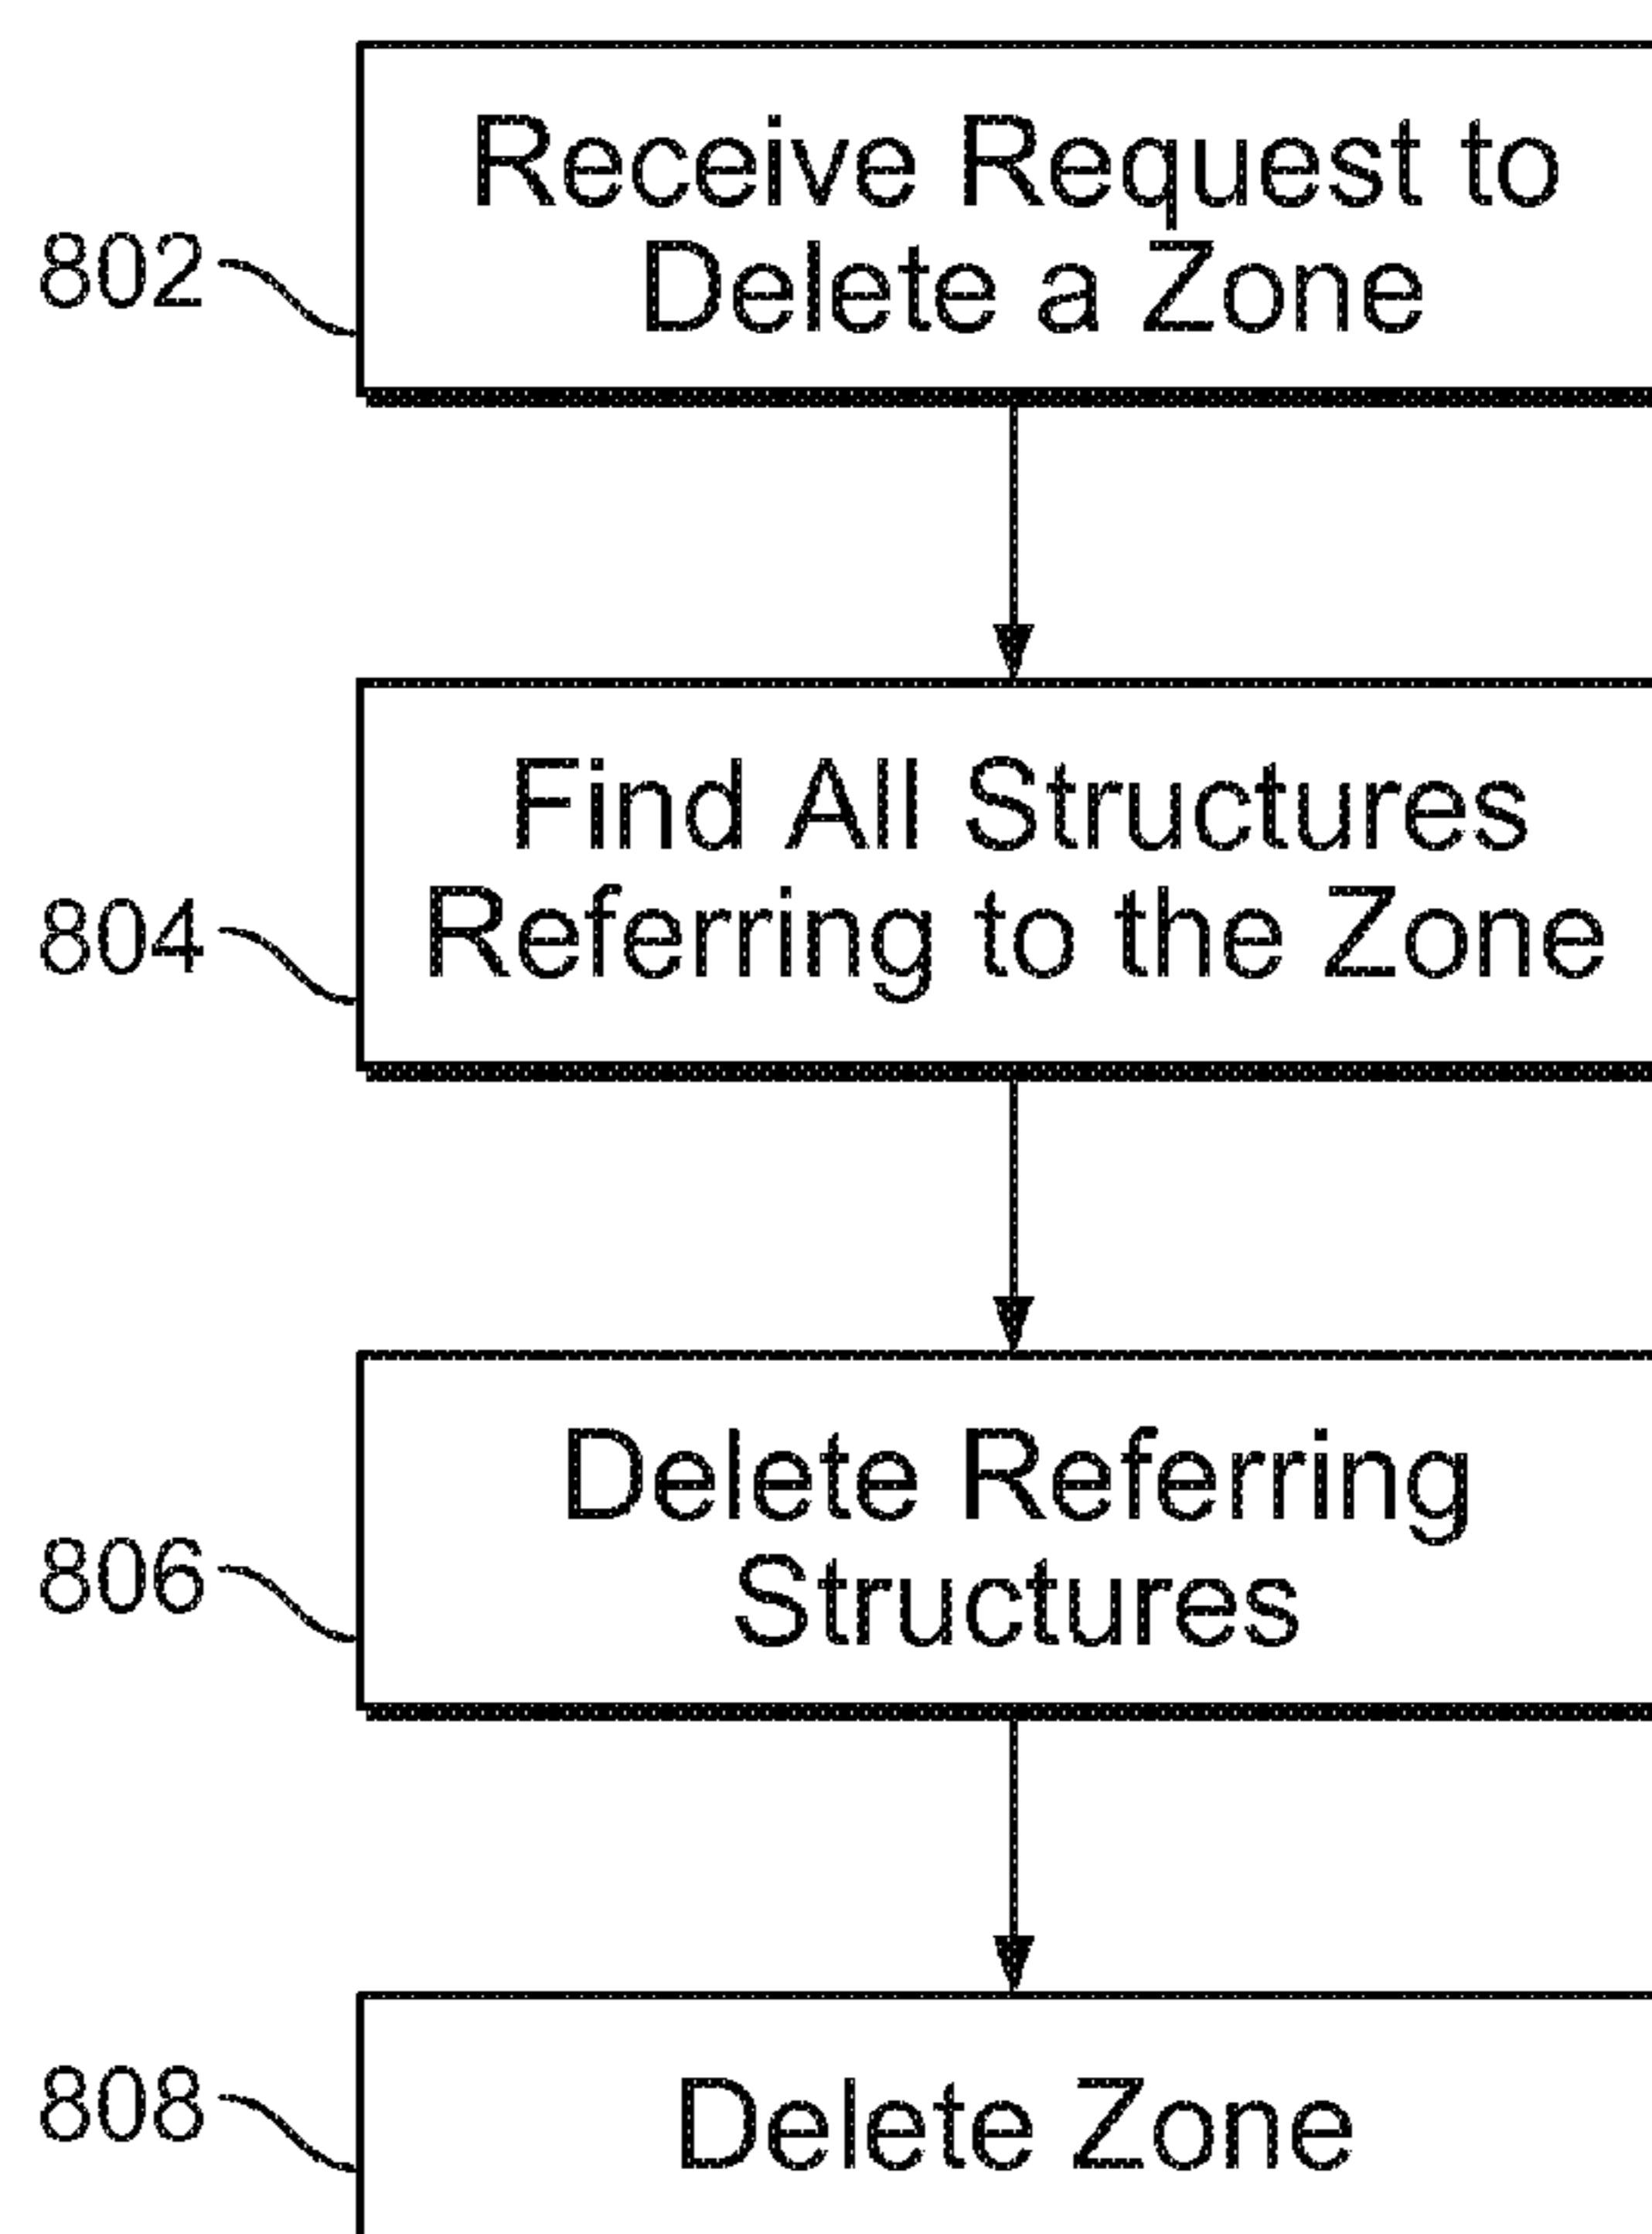 Receive Request to
Delete a Zone
802
Find All Structures
Referring to the Zone
804
Delete Referring
Structures
806
Delete Zone
808